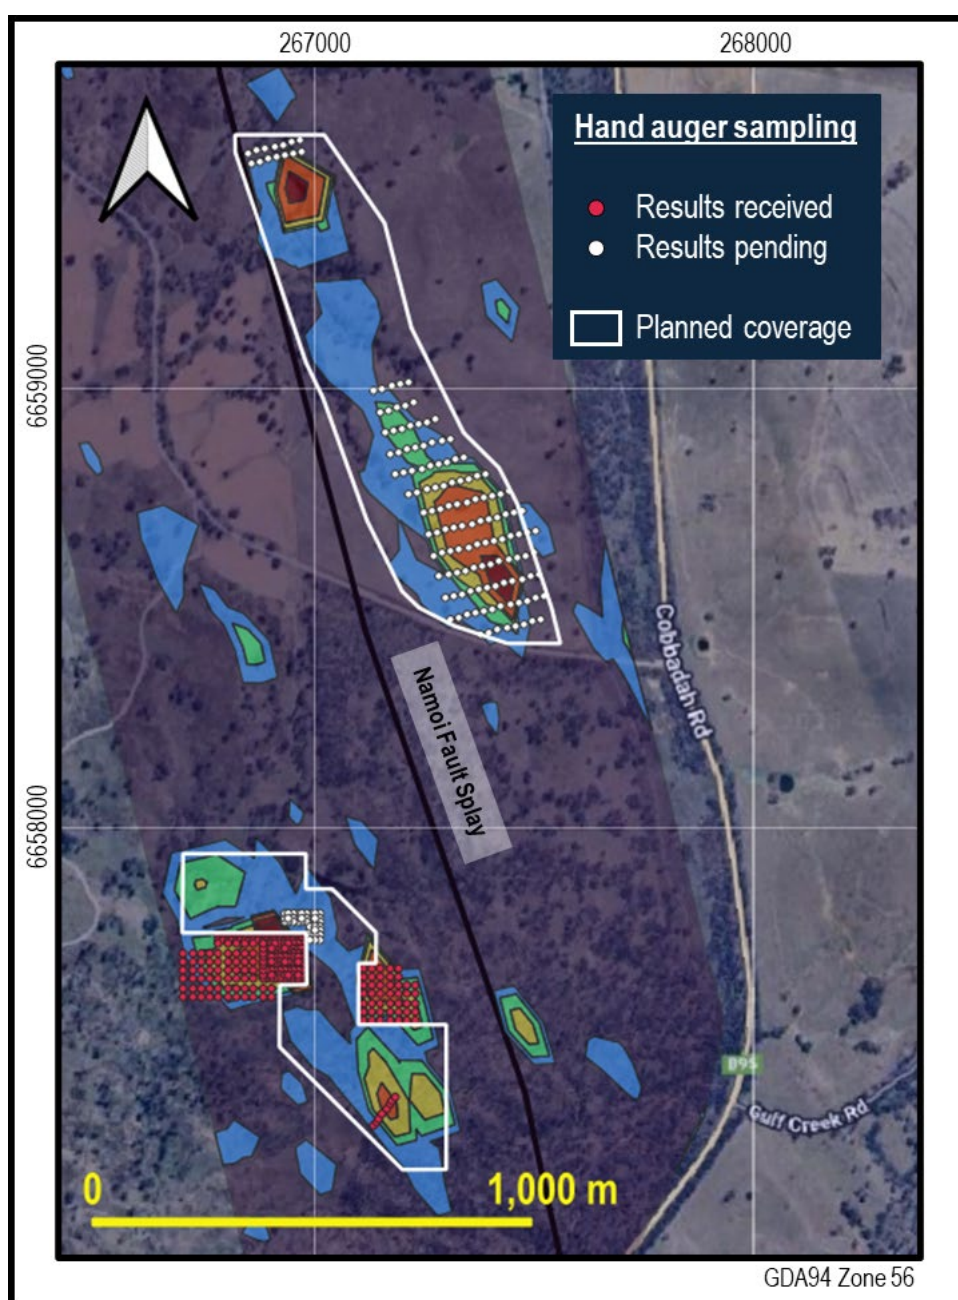 267000
268000
Hand auger sampling
Results received
Results pending
Planned coverage
6659000
Cobbadah Rd
Namoi Fault Splay
6658000
B95
Gulf Creek Rd
0
1,000 m
GDA94 Zone 56